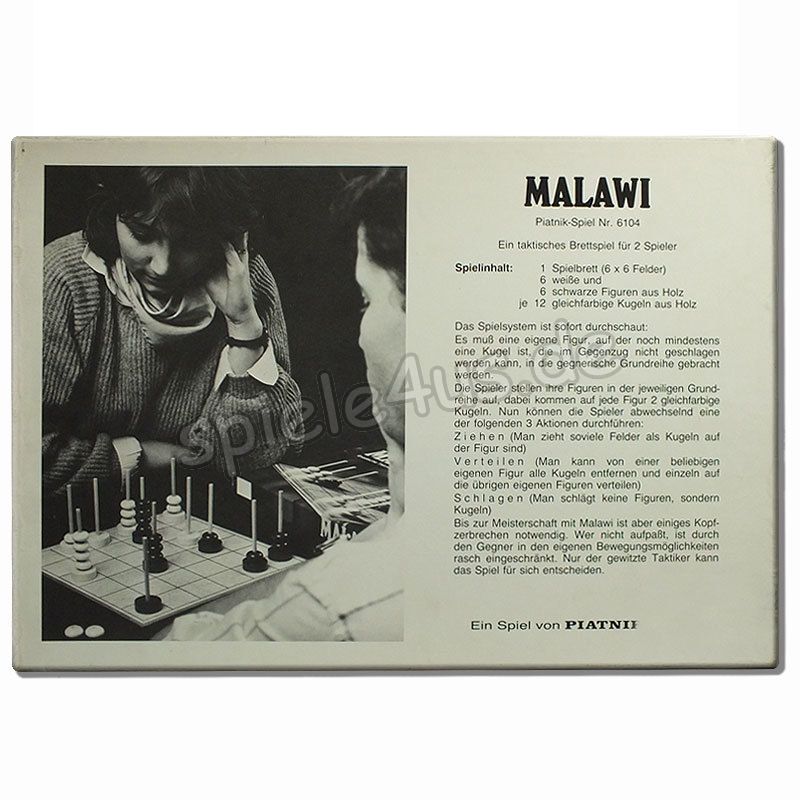 MALAWI
Piatnik-Spiel Nr. 6104
Ein taktisches Brettspiel für 2 Spieler
Spielinhalt: 1 Spielbrett (6 x 6 Felder)
6 weiße und
6 schwarze Figuren aus Holz
je 12 gleichfarbige Kugeln aus Holz
Das Spielsystem ist sofort durchschaut:
Es muß eine eigene Figur, auf der noch mindestens
eine Kugel ist, die im Gegenzug nicht geschlagen
werden kann, in die gegnerische Grundreihe gebracht
werden.
Die Spieler stellen ihre Figuren in der jeweiligen Grund-
reihe auf, dabei kommen auf jede Figur 2 gleichfarbige
Kugeln. Nun können die Spieler abwechselnd eine
der folgenden 3 Aktionen durchführen:
Ziehen (Man zieht soviele Felder als Kugeln auf
der Figur sind)
Verteilen (Man kann von einer beliebigen
eigenen Figur alle Kugeln entfernen und einzeln auf
die übrigen eigenen Figuren verteilen)
Schlagen (Man schlägt keine Figuren, sondern
Kugeln)
Bis zur Meisterschaft mit Malawi ist aber einiges Kopf-
zerbrechen notwendig. Wer nicht aufpaßt, ist durch
den Gegner in den eigenen Bewegungsmöglichkeiten
rasch eingeschränkt. Nur der gewitzte Taktiker kann
das Spiel für sich entscheiden.
Ein Spiel von PIATNIK
MALAWI
spiele4us.de